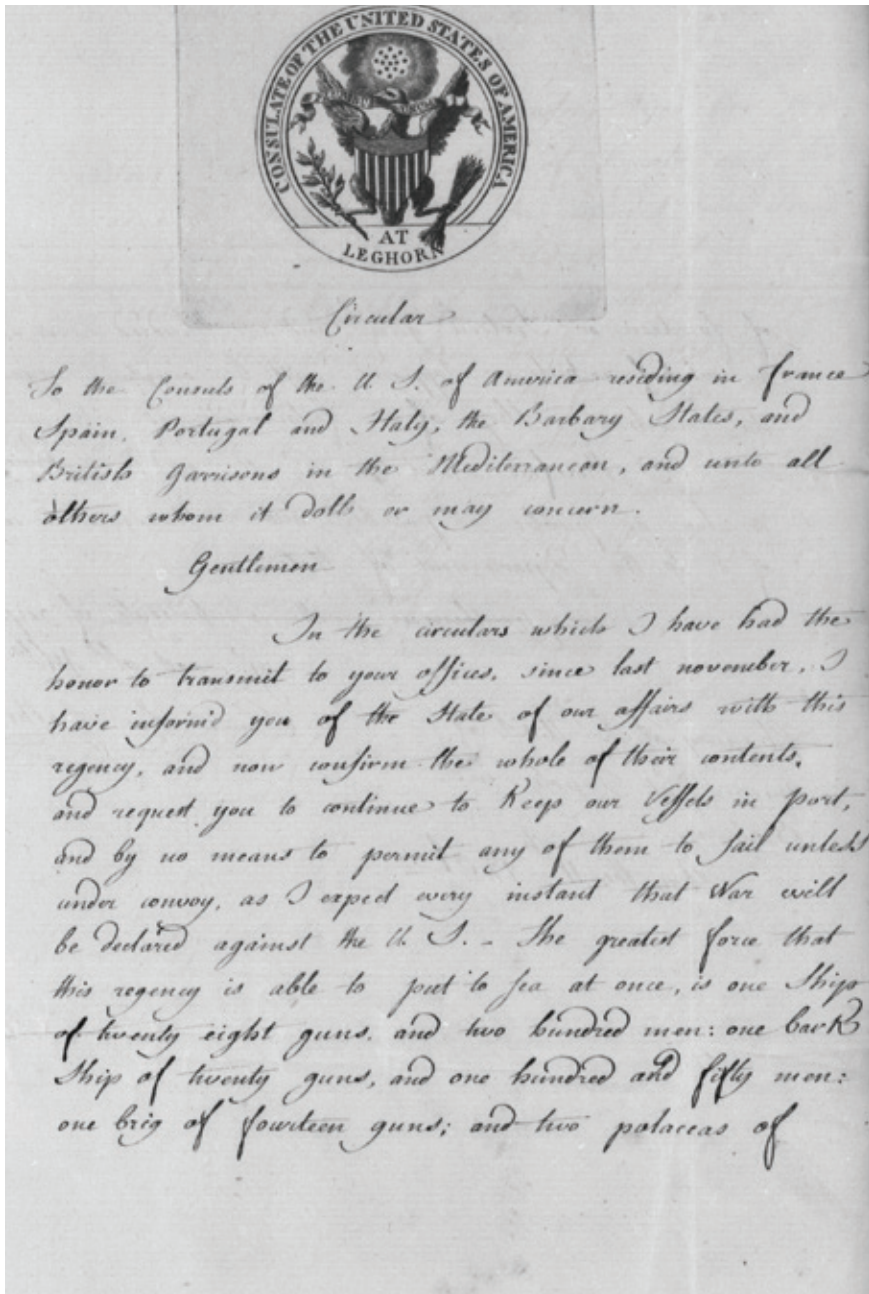 CONSULATE OF THE UNITED STATES OF AMERICA
AT
LEGHORN
Circular
To the Consuls of the U. S. of America residing in france
Spain, Portugal and Italy, the Barbary States, and
British Garrisons in the Mediterranean, and unto all
others whom it doth or may concern.
Gentlemen
In the circulars which I have had the
honor to transmit to your offices, since last november, I
have inform'd you of the State of our affairs with this
regency, and now confirm the whole of their contents,
and request you to continue to Keep our Vessels in port,
and by no means to permit any of them to sail unless
under convoy, as I expect every instant that War will
be declared against the U. S. - The greatest force that
this regency is able to put to sea at once, is one Ship
of twenty eight guns, and two hundred men: one bark
Ship of twenty guns, and one hundred and fifty men:
one brig of fourteen guns; and two polaccas of